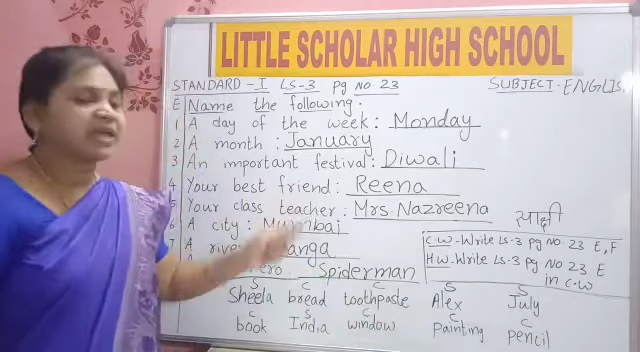 LITTLE SCHOLAR HIGH SCHOOL
STANDARD - I LS-3 Pg No. 23 SUBJECT: ENGLIS
E Name the following.
1 A day of the week: Monday
2 A month: January
3 An important festival: Diwali
4 Your best friend: Reena
5 Your class teacher: Mrs. Nazreena
6 A city: Mumbai
7 A river anga
Hero Spiderman
S C C S S
Sheela bread toothpaste Alex July
C S C C C
book India window painting pencil
C.W - Write Ls-3 pg NO. 23 E, F
H.W - Write Ls-3 pg NO 23 E
in C.W